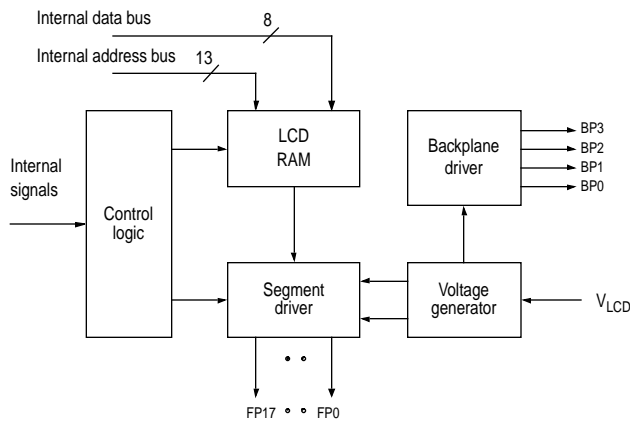 Internal data bus
8
Internal address bus
13
LCD
RAM
Backplane
driver
BP3
BP2
BP1
BP0
Internal
signals
Control
logic
Segment
driver
Voltage
generator
VLCD
FP17
FP0